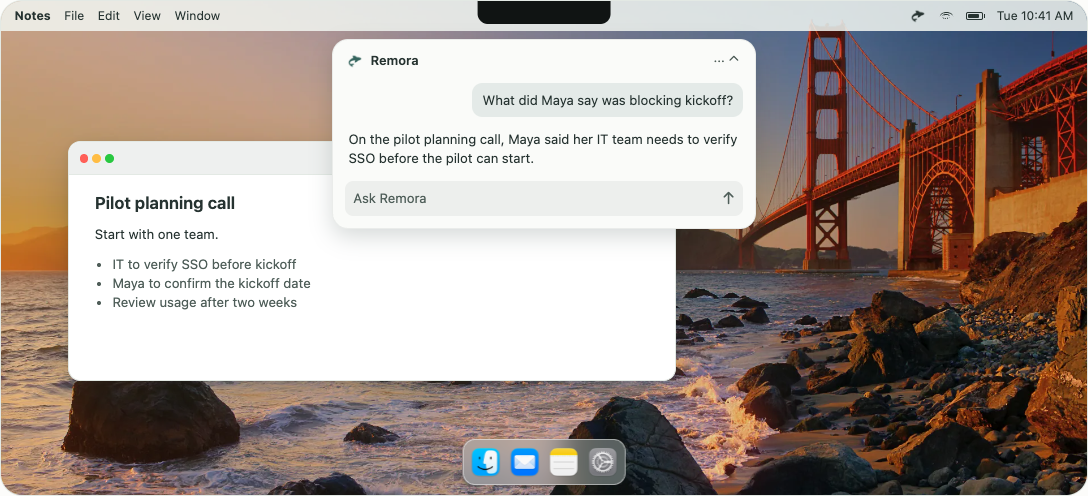 Notes File Edit View Window Tue 10:41 AM
Remora
What did Maya say was blocking kickoff?
On the pilot planning call, Maya said her IT team needs to verify
SSO before the pilot can start.
Ask Remora
Pilot planning call
Start with one team.
• IT to verify SSO before kickoff
• Maya to confirm the kickoff date
• Review usage after two weeks